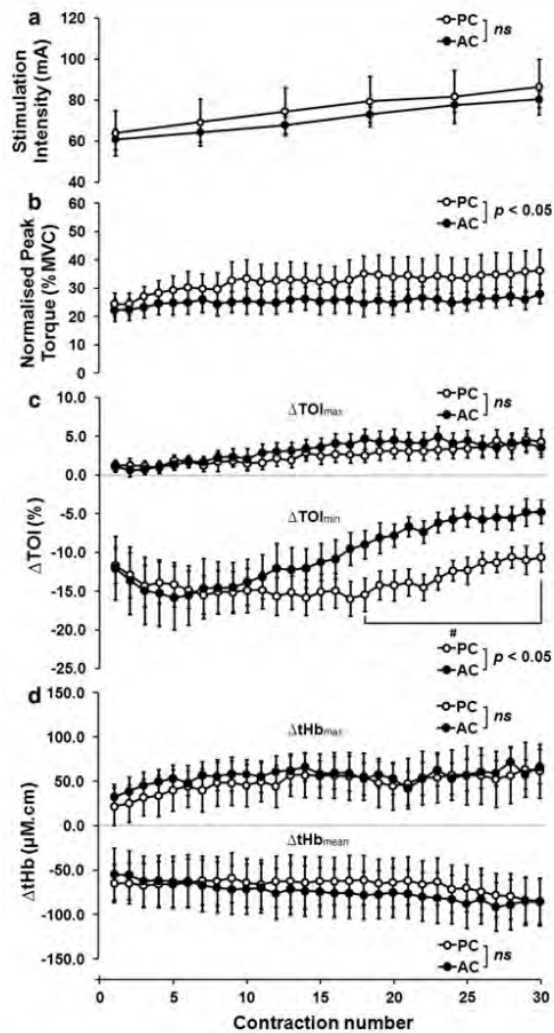 a
PC
AC
ns
Stimulation
Intensity (mA)
100
80
60
40
b
PC
AC
p < 0.05
Normalised Peak
Torque (% MVC)
60
50
40
30
20
10
0
c
PC
AC
ns
ΔTOImax
10.0
5.0
0.0
ΔTOI (%)
ΔTOImin
-5.0
-10.0
-15.0
-20.0
-25.0
#
PC
AC
p < 0.05
d
PC
AC
ns
ΔtHbmax
150.0
100.0
50.0
0.0
ΔtHb (μM.cm)
ΔtHbmean
-50.0
-100.0
-150.0
PC
AC
ns
0 5 10 15 20 25 30
Contraction number